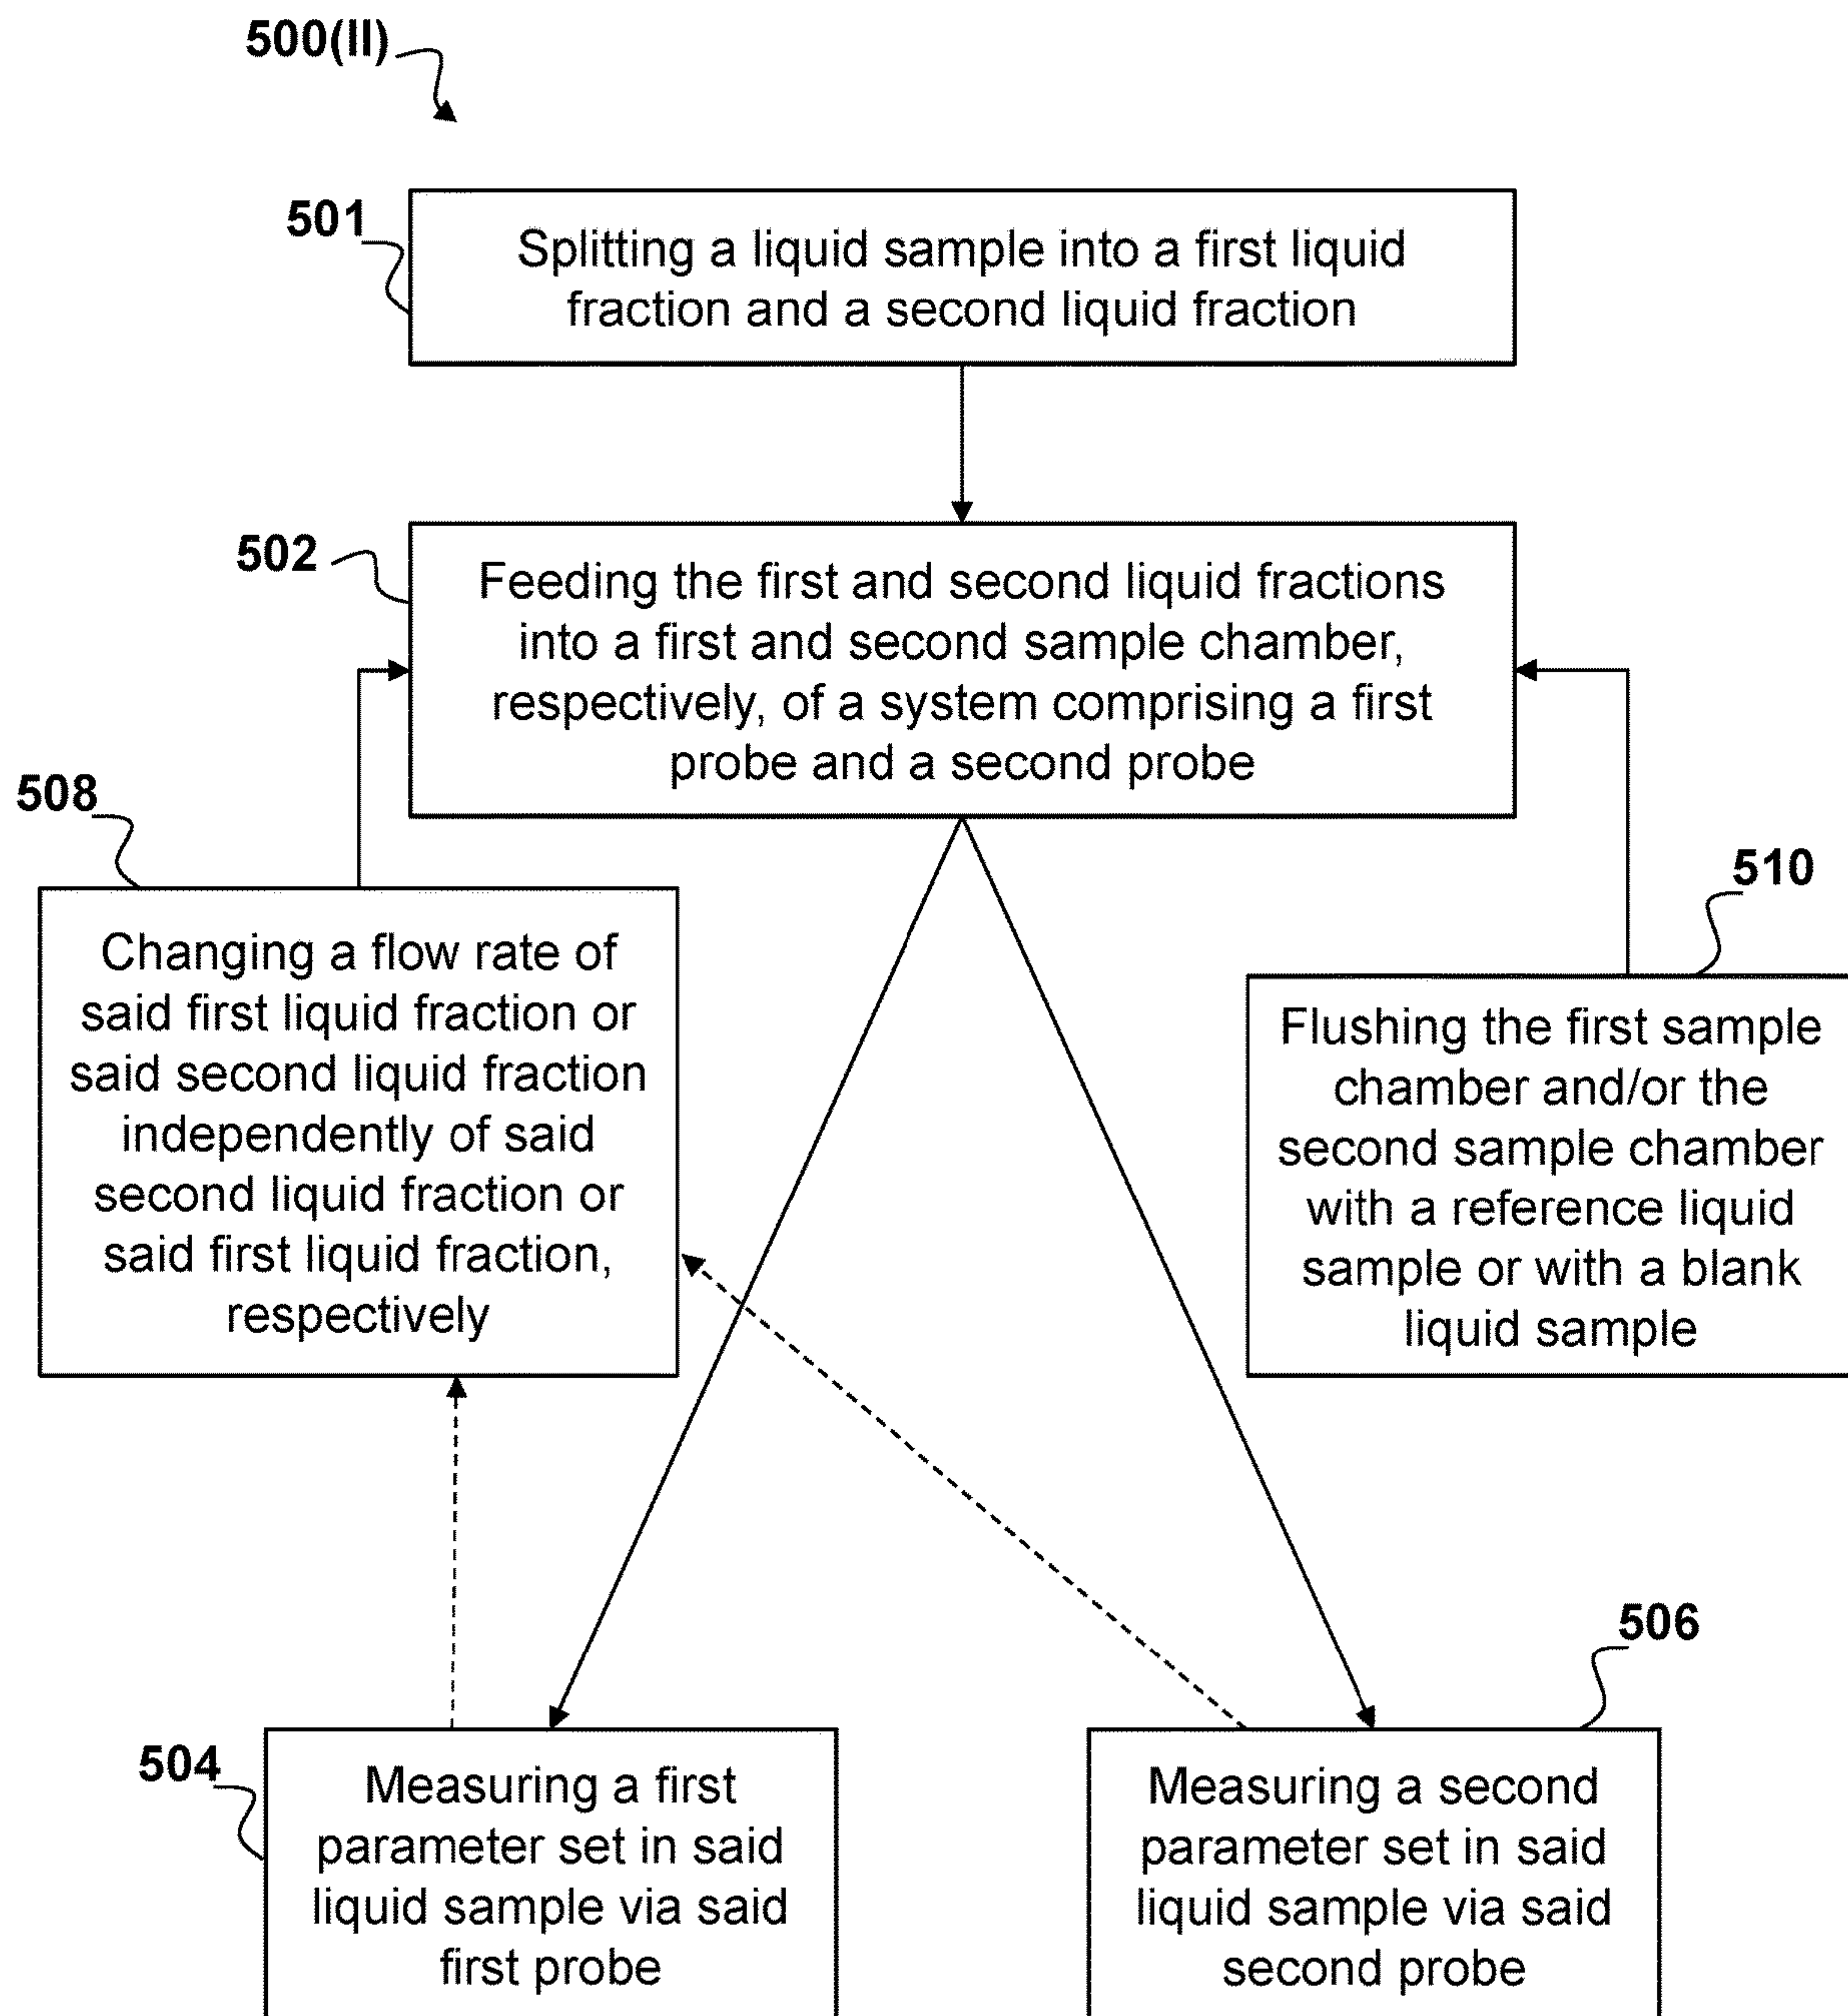 500(II)
501
Splitting a liquid sample into a first liquid
fraction and a second liquid fraction
502
Feeding the first and second liquid fractions
into a first and second sample chamber,
respectively, of a system comprising a first
probe and a second probe
508
Changing a flow rate of
said first liquid fraction or
said second liquid fraction
independently of said
second liquid fraction or
said first liquid fraction,
respectively
510
Flushing the first sample
chamber and/or the
second sample chamber
with a reference liquid
sample or with a blank
liquid sample
504
Measuring a first
parameter set in said
liquid sample via said
first probe
506
Measuring a second
parameter set in said
liquid sample via said
second probe